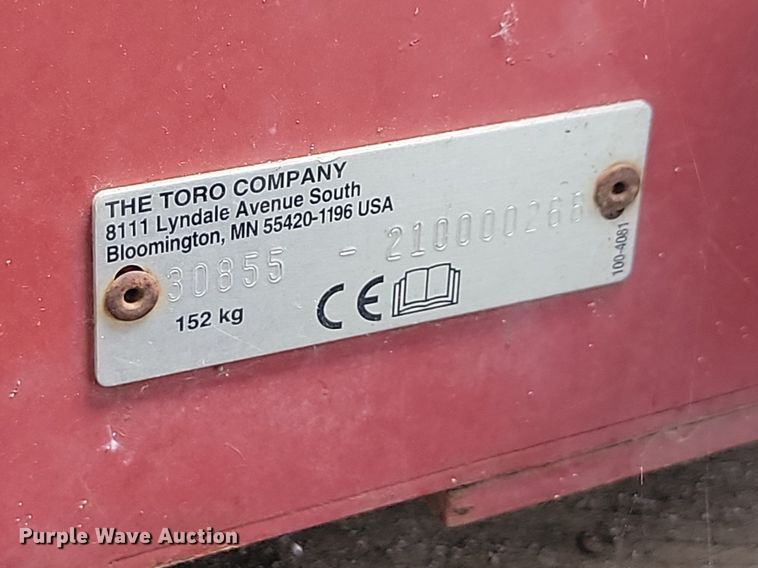 THE TORO COMPANY
8111 Lyndale Avenue South
Bloomington, MN 55420-1196 USA
30855 - 210000266
152 kg
CE
100-4081
Purple Wave Auction